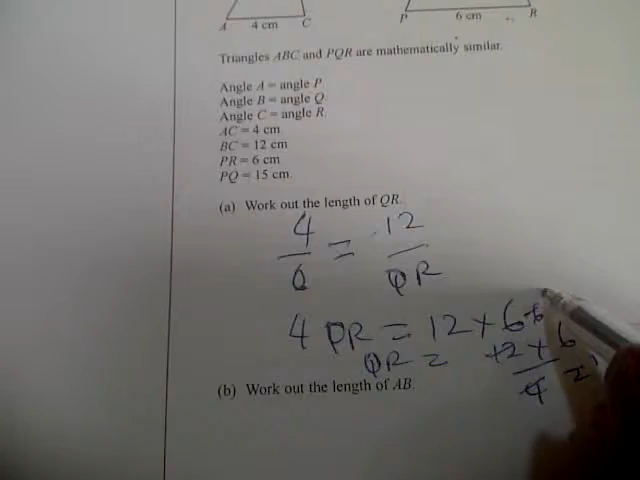 A 4 cm C P 6 cm R
Triangles ABC and PQR are mathematically similar.
Angle A = angle P
Angle B = angle Q
Angle C = angle R
AC = 4 cm
BC = 12 cm
PR = 6 cm
PQ = 15 cm.
(a) Work out the length of QR.
4/6 = 12/QR
4 PR = 12 × 6
QR = 12 × 6 / 4 =
(b) Work out the length of AB.